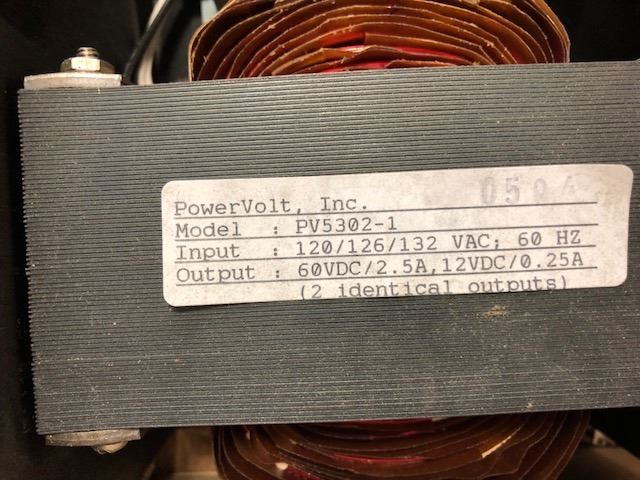 PowerVolt, Inc.
Model : PV5302-1
Input : 120/126/132 VAC; 60 HZ
Output : 60VDC/2.5A,12VDC/0.25A
(2 identical outputs)